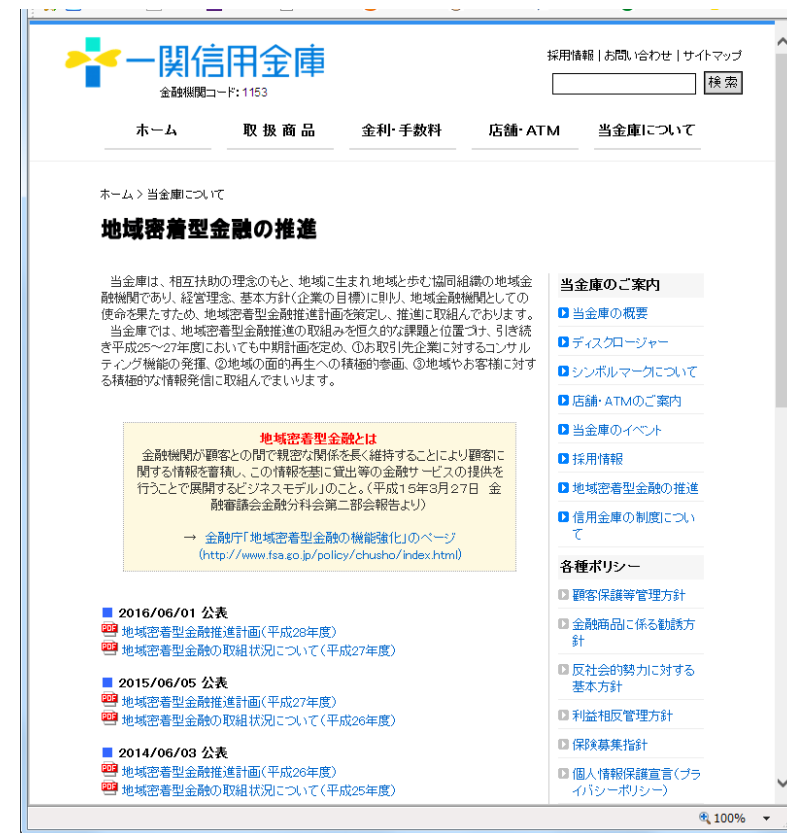 一関信用金庫
金融機関コード：1153
採用情報 | お問い合わせ | サイトマップ
検索
ホーム
取扱商品
金利・手数料
店舗・ATM
当金庫について
ホーム > 当金庫について
地域密着型金融の推進
当金庫は、相互扶助の理念のもと、地域に生まれ地域と歩む協同組織の地域金
融機関であり、経営理念、基本方針（企業の目標）に則り、地域金融機関としての
使命を果たすため、地域密着型金融推進計画を策定し、推進に取組んでおります。
当金庫では、地域密着型金融推進の取組みを恒久的な課題と位置づけ、引き続
き平成25～27年度においても中期計画を定め、①お取引先企業に対するコンサル
ティング機能の発揮、②地域の面的再生への積極的参画、③地域やお客様に対す
る積極的な情報発信に取組んでまいります。
地域密着型金融とは
金融機関が顧客との間で親密な関係を長く維持することにより顧客に
関する情報を蓄積し、この情報を基に貸出等の金融サービスの提供を
行うことで展開するビジネスモデル」のこと。（平成15年3月27日　金
融審議会金融分科会第二部会報告より）
→ 金融庁「地域密着型金融の機能強化」のページ
(http://www.fsa.go.jp/policy/chusho/index.html)
2016/06/01 公表
地域密着型金融推進計画（平成28年度）
地域密着型金融の取組状況について（平成27年度）
2015/06/05 公表
地域密着型金融推進計画（平成27年度）
地域密着型金融の取組状況について（平成26年度）
2014/06/03 公表
地域密着型金融推進計画（平成26年度）
地域密着型金融の取組状況について（平成25年度）
当金庫のご案内
当金庫の概要
ディスクロージャー
シンボルマークについて
店舗・ATMのご案内
当金庫のイベント
採用情報
地域密着型金融の推進
信用金庫の制度につい
て
各種ポリシー
顧客保護等管理方針
金融商品に係る勧誘方
針
反社会的勢力に対する
基本方針
利益相反管理方針
保険募集指針
個人情報保護宣言（プラ
イバシーポリシー）
100%